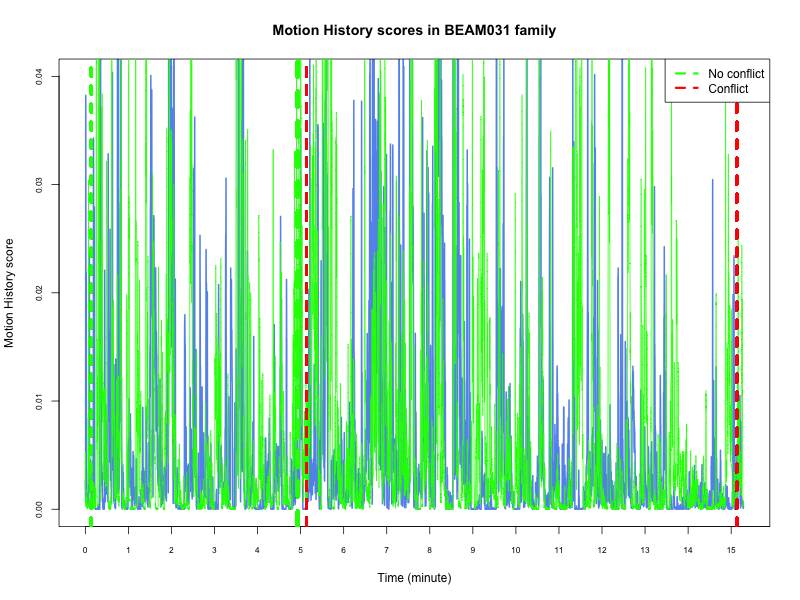 Motion History scores in BEAM031 family
No conflict
Conflict
Motion History score
0.04
0.03
0.02
0.01
0.00
0 1 2 3 4 5 6 7 8 9 10 11 12 13 14 15
Time (minute)